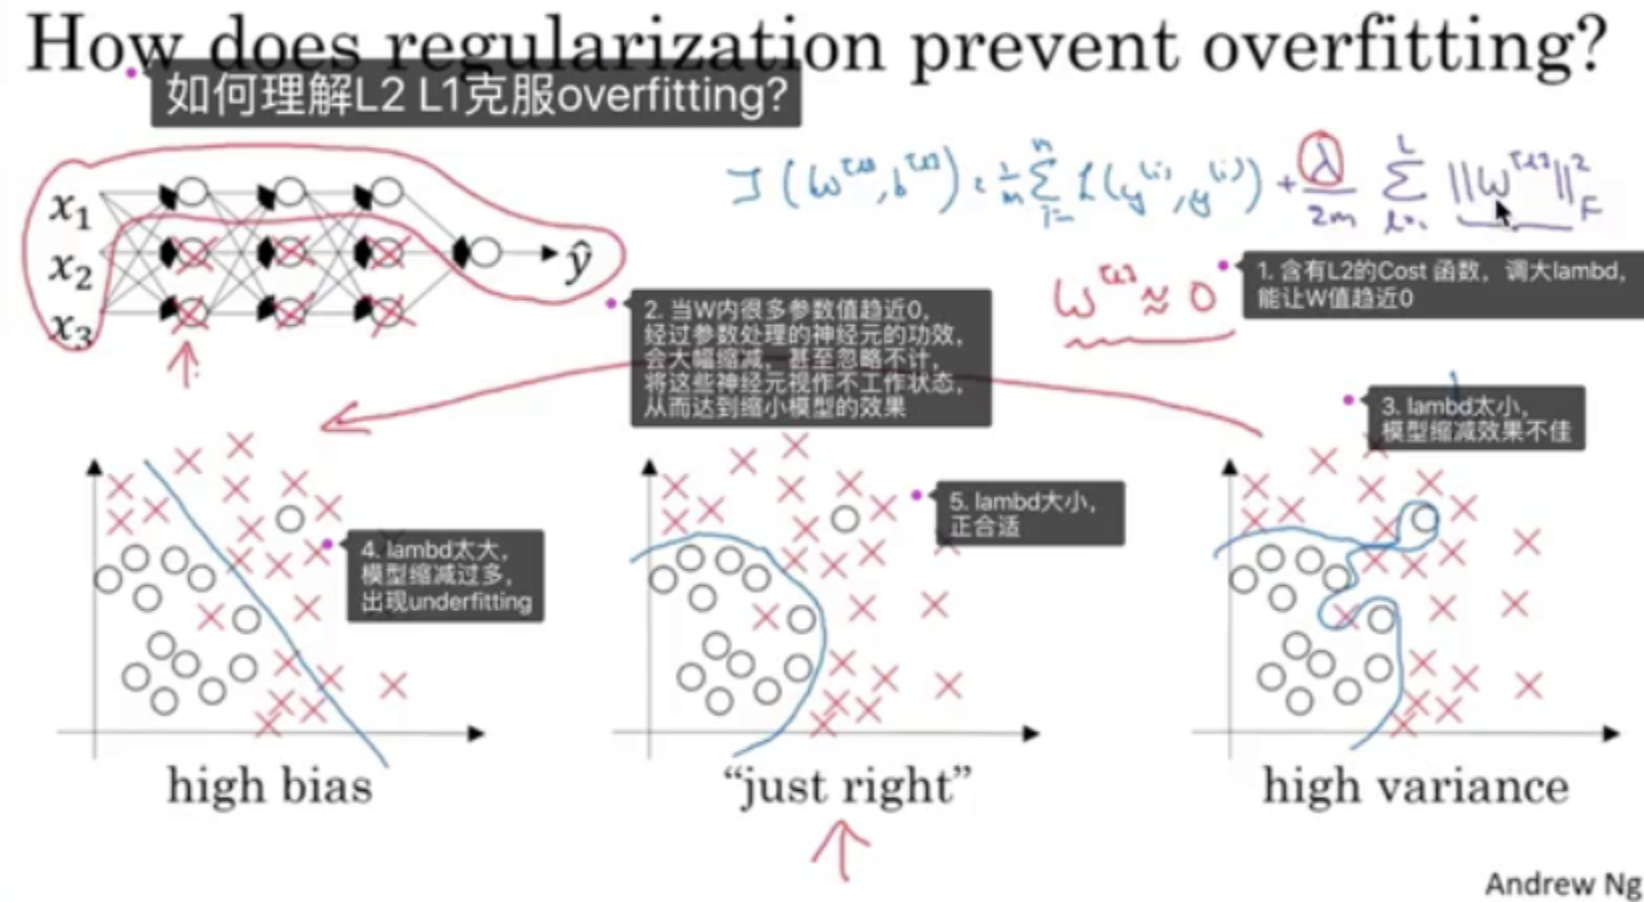 How does regularization prevent overfitting?
如何理解L2 L1克服overfitting?
J(w^{[l]}, b^{[l]}) = \frac{1}{m} \sum_{i=1}^{m} L(y^{(i)}, y^{(i)}) + \frac{λ}{2m} \sum_{l=1}^{L} ||w^{[l]}||_F^2
x₁
x₂
x₃
ŷ
w^{[l]} ≈ 0
1. 含有L2的Cost 函数，调大lambd,
能让W值趋近0
2. 当W内很多参数值趋近0,
经过参数处理的神经元的功效,
会大幅缩减，甚至忽略不计,
将这些神经元视作不工作状态,
从而达到缩小模型的效果
3. lambd太小,
模型缩减效果不佳
4. lambd太大,
模型缩减过多,
出现underfitting
5. lambd大小,
正合适
high bias
“just right”
high variance
Andrew Ng